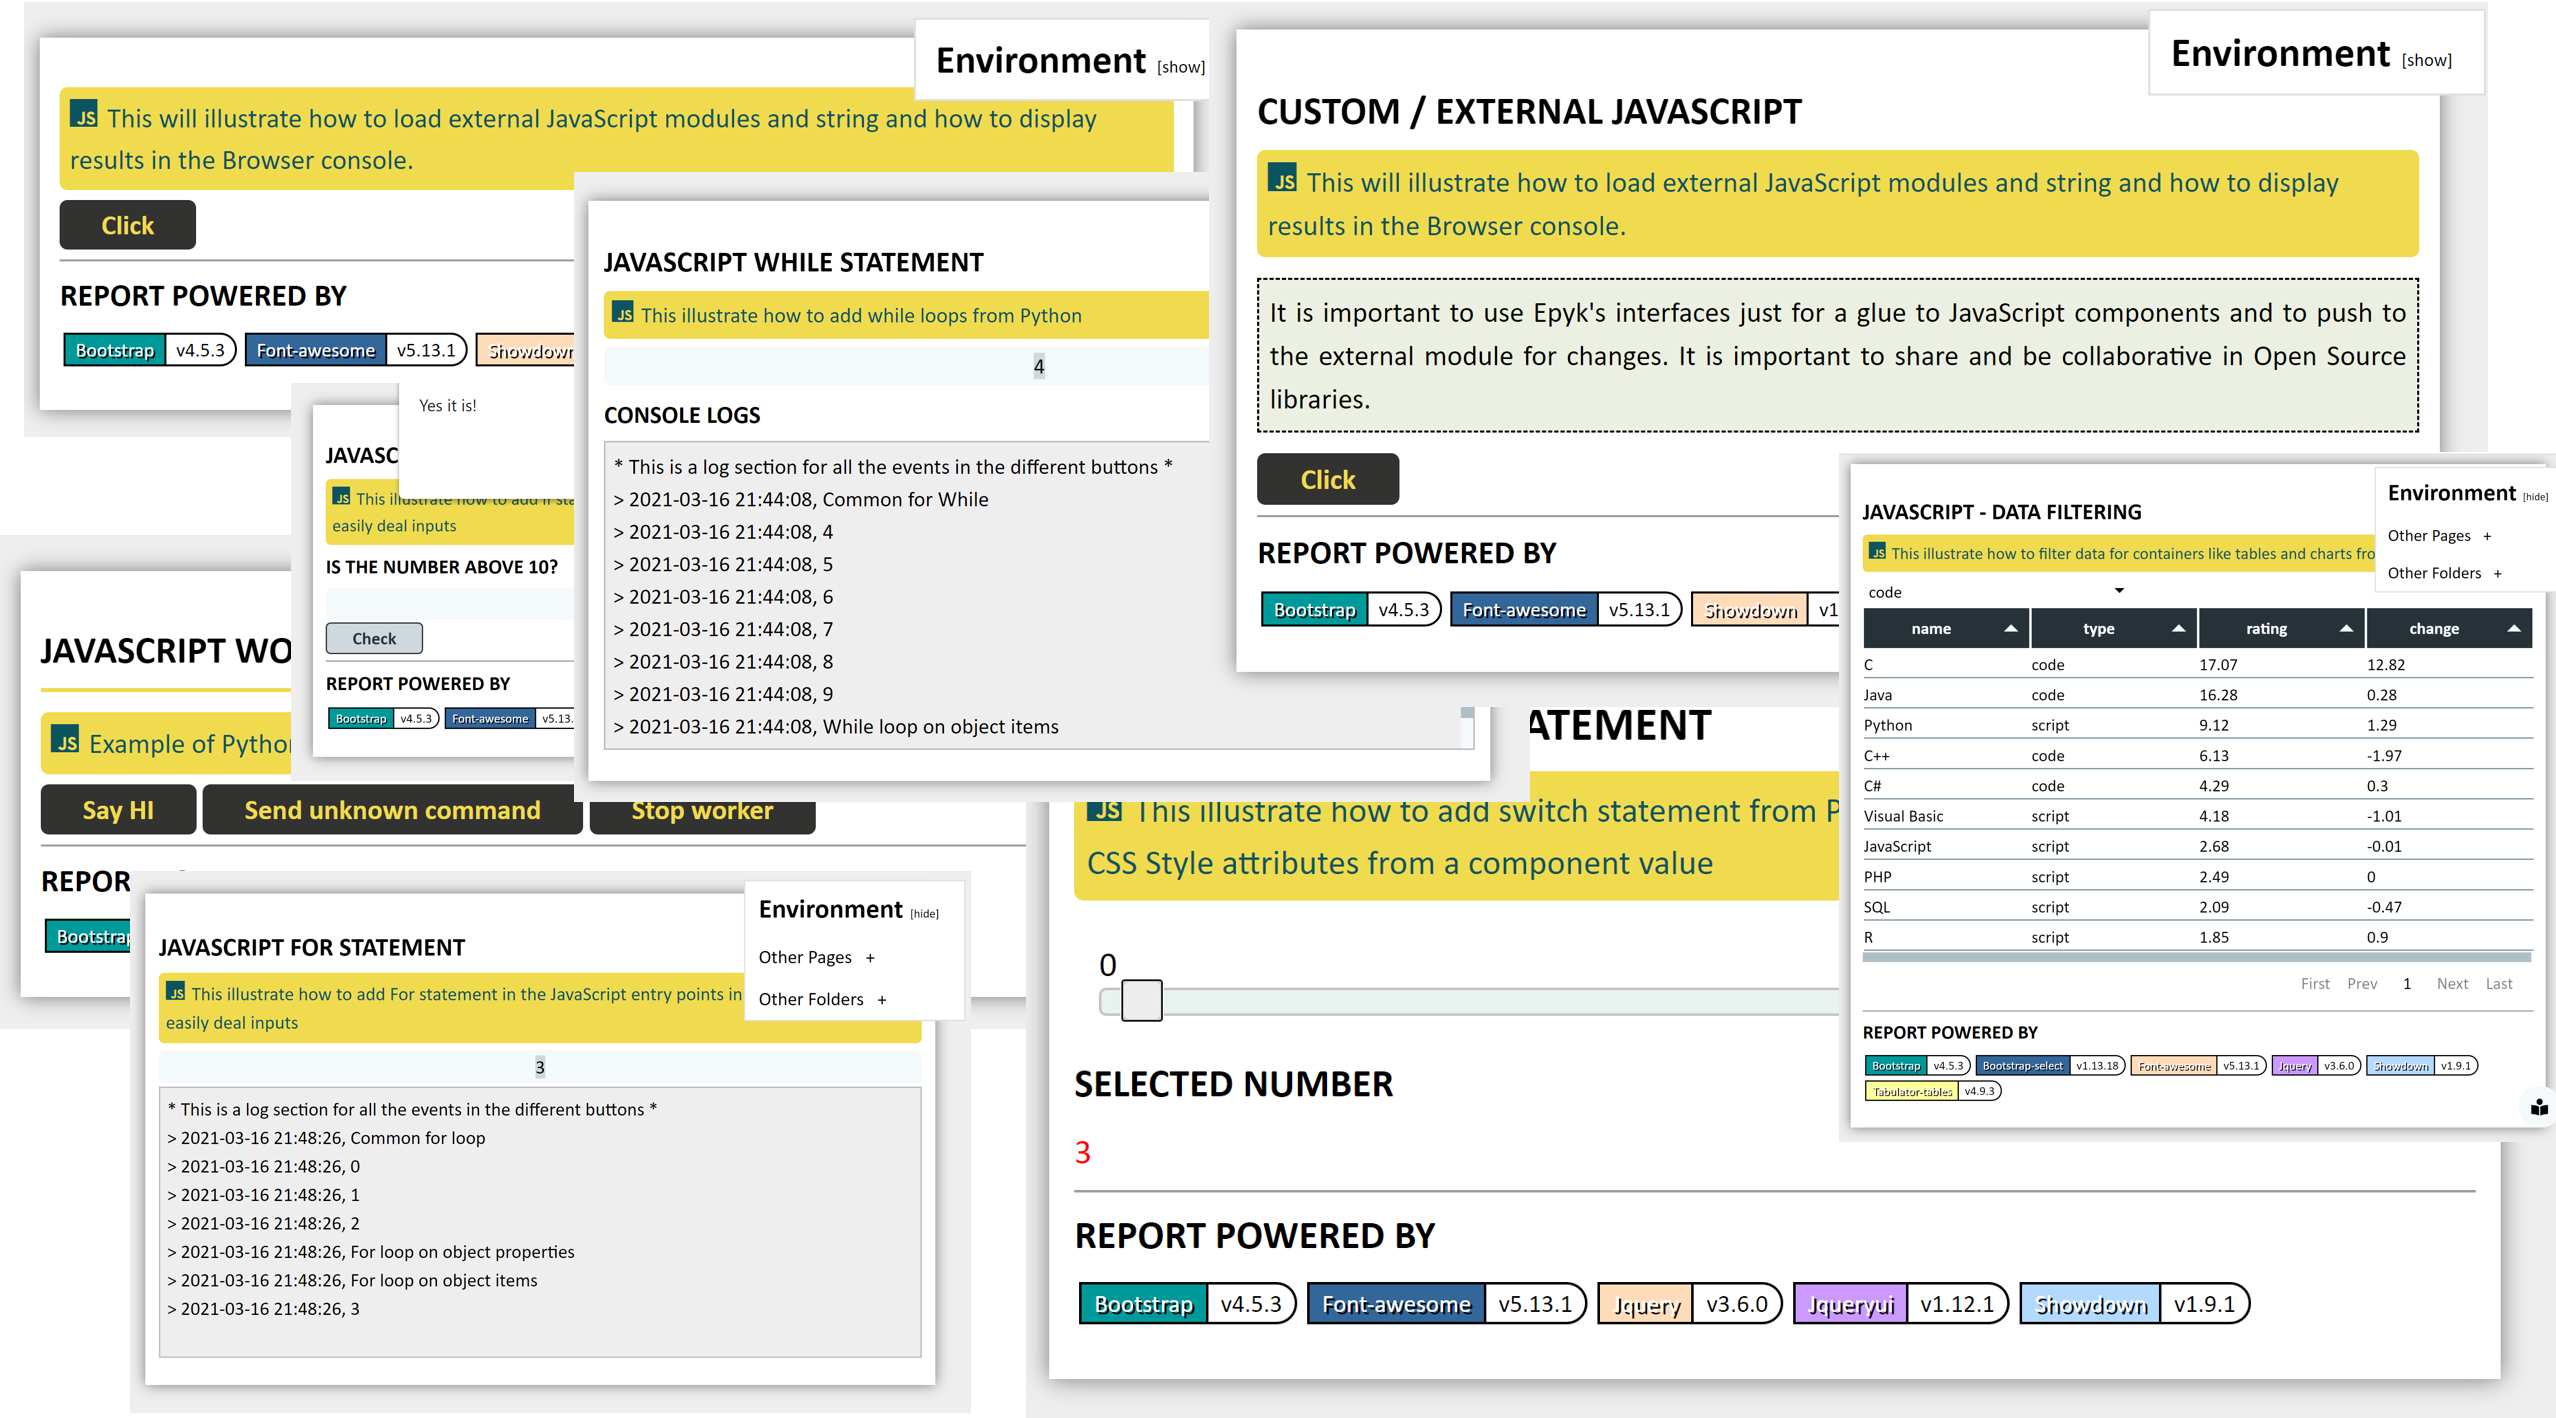 Environment [show]
JS This will illustrate how to load external JavaScript modules and string and how to display
results in the Browser console.
Click
REPORT POWERED BY
Bootstrap v4.5.3 Font-awesome v5.13.1 Showdown
Environment [show]
CUSTOM / EXTERNAL JAVASCRIPT
JS This will illustrate how to load external JavaScript modules and string and how to display
results in the Browser console.
It is important to use Epyk's interfaces just for a glue to JavaScript components and to push to
the external module for changes. It is important to share and be collaborative in Open Source
libraries.
Click
REPORT POWERED BY
Bootstrap v4.5.3 Font-awesome v5.13.1 Showdown v1
JAVASCRIPT WHILE STATEMENT
JS This illustrate how to add while loops from Python
4
CONSOLE LOGS
* This is a log section for all the events in the different buttons *
> 2021-03-16 21:44:08, Common for While
> 2021-03-16 21:44:08, 4
> 2021-03-16 21:44:08, 5
> 2021-03-16 21:44:08, 6
> 2021-03-16 21:44:08, 7
> 2021-03-16 21:44:08, 8
> 2021-03-16 21:44:08, 9
> 2021-03-16 21:44:08, While loop on object items
Yes it is!
JAVASC
JS This illustrate how to add if sta
easily deal inputs
IS THE NUMBER ABOVE 10?
Check
REPORT POWERED BY
Bootstrap v4.5.3 Font-awesome v5.13.
JAVASCRIPT WO
JS Example of Pytho
Say HI Send unknown command Stop worker
REPOR
Bootstra
JAVASCRIPT FOR STATEMENT
Environment [hide]
Other Pages +
Other Folders +
JS This illustrate how to add For statement in the JavaScript entry points in
easily deal inputs
3
* This is a log section for all the events in the different buttons *
> 2021-03-16 21:48:26, Common for loop
> 2021-03-16 21:48:26, 0
> 2021-03-16 21:48:26, 1
> 2021-03-16 21:48:26, 2
> 2021-03-16 21:48:26, For loop on object properties
> 2021-03-16 21:48:26, For loop on object items
> 2021-03-16 21:48:26, 3
ATEMENT
JS This illustrate how to add switch statement from P
CSS Style attributes from a component value
0
SELECTED NUMBER
3
REPORT POWERED BY
Bootstrap v4.5.3 Font-awesome v5.13.1 Jquery v3.6.0 Jqueryui v1.12.1 Showdown v1.9.1
Environment [hide]
Other Pages +
Other Folders +
JAVASCRIPT - DATA FILTERING
JS This illustrate how to filter data for containers like tables and charts fro
code
name type rating change
C code 17.07 12.82
Java code 16.28 0.28
Python script 9.12 1.29
C++ code 6.13 -1.97
C# code 4.29 0.3
Visual Basic script 4.18 -1.01
JavaScript script 2.68 -0.01
PHP script 2.49 0
SQL script 2.09 -0.47
R script 1.85 0.9
First Prev 1 Next Last
REPORT POWERED BY
Bootstrap v4.5.3 Bootstrap-select v1.13.18 Font-awesome v5.13.1 Jquery v3.6.0 Showdown v1.9.1
Tabulator-tables v4.9.3